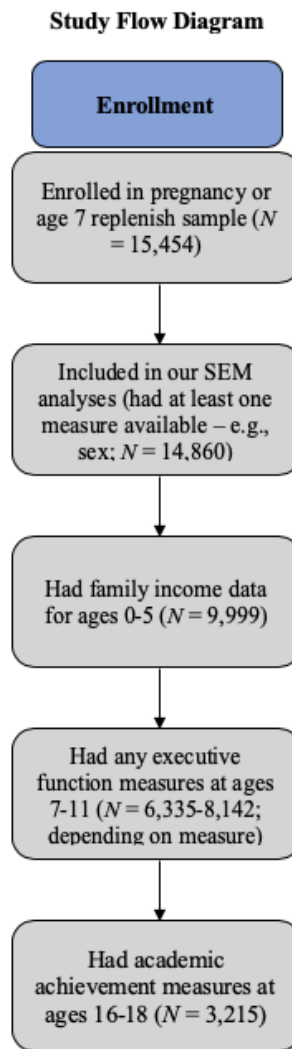 Study Flow Diagram
Enrollment
Enrolled in pregnancy or
age 7 replenish sample (N
= 15,454)
Included in our SEM
analyses (had at least one
measure available – e.g.,
sex; N = 14,860)
Had family income data
for ages 0-5 (N = 9,999)
Had any executive
function measures at ages
7-11 (N = 6,335-8,142;
depending on measure)
Had academic
achievement measures at
ages 16-18 (N = 3,215)